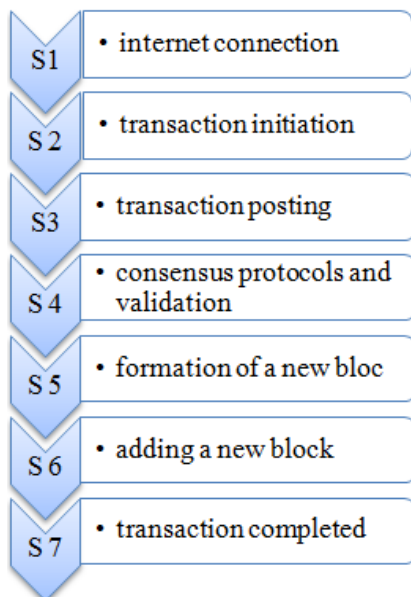 S1
• internet connection
S 2
• transaction initiation
S3
• transaction posting
S 4
• consensus protocols and
validation
S 5
• formation of a new bloc
S 6
• adding a new block
S 7
• transaction completed